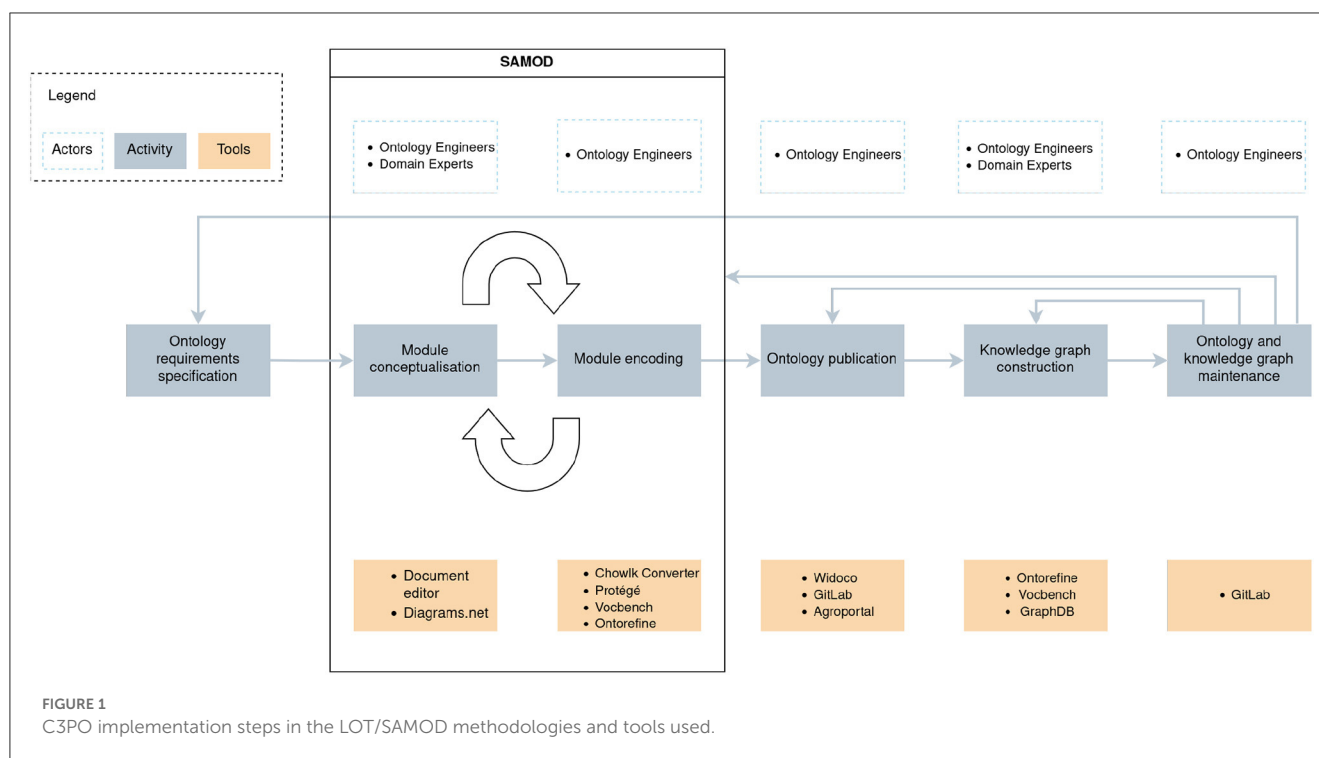 SAMOD
Legend
Actors
Activity
Tools
• Ontology Engineers
• Domain Experts
• Ontology Engineers
• Ontology Engineers
• Ontology Engineers
• Domain Experts
• Ontology Engineers
Ontology
requirements
specification
Module
conceptualisation
Module encoding
Ontology publication
Knowledge graph
construction
Ontology and
knowledge graph
maintenance
• Document
editor
• Diagrams.net
• Chowlk Converter
• Protégé
• Vocbench
• Ontorefine
• Widoco
• GitLab
• Agroportal
• Ontorefine
• Vocbench
• GraphDB
• GitLab
FIGURE 1
C3PO implementation steps in the LOT/SAMOD methodologies and tools used.